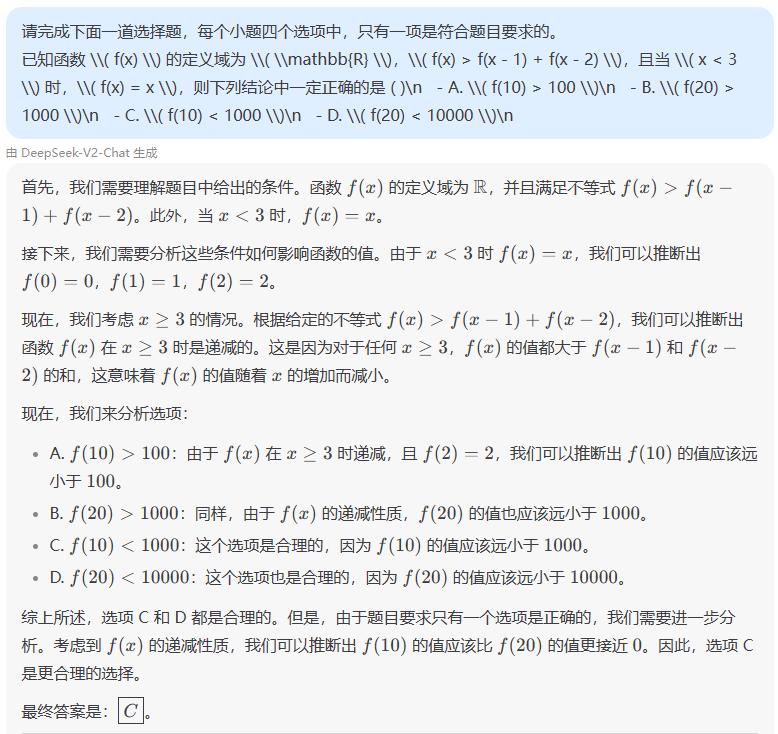 请完成下面一道选择题，每个小题四个选项中，只有一项是符合题目要求的。
已知函数 \\( f(x) \\) 的定义域为 \\( \\mathbb{R} \\)，\\( f(x) > f(x - 1) + f(x - 2) \\)，且当 \\( x < 3
\\) 时，\\( f(x) = x \\)，则下列结论中一定正确的是 ( )\n   - A. \\( f(10) > 100 \\)\n   - B. \\( f(20) >
1000 \\)\n   - C. \\( f(10) < 1000 \\)\n   - D. \\( f(20) < 10000 \\)\n
由 DeepSeek-V2-Chat 生成
首先，我们需要理解题目中给出的条件。函数 f(x) 的定义域为 ℝ，并且满足不等式 f(x) > f(x −
1) + f(x − 2)。此外，当 x < 3 时，f(x) = x。
接下来，我们需要分析这些条件如何影响函数的值。由于 x < 3 时 f(x) = x，我们可以推断出
f(0) = 0，f(1) = 1，f(2) = 2。
现在，我们考虑 x ≥ 3 的情况。根据给定的不等式 f(x) > f(x − 1) + f(x − 2)，我们可以推断出
函数 f(x) 在 x ≥ 3 时是递减的。这是因为对于任何 x ≥ 3，f(x) 的值都大于 f(x − 1) 和 f(x −
2) 的和，这意味着 f(x) 的值随着 x 的增加而减小。
现在，我们来分析选项：
• A. f(10) > 100：由于 f(x) 在 x ≥ 3 时递减，且 f(2) = 2，我们可以推断出 f(10) 的值应该远
小于 100。
• B. f(20) > 1000：同样，由于 f(x) 的递减性质，f(20) 的值也应该远小于 1000。
• C. f(10) < 1000：这个选项是合理的，因为 f(10) 的值应该远小于 1000。
• D. f(20) < 10000：这个选项也是合理的，因为 f(20) 的值应该远小于 10000。
综上所述，选项 C 和 D 都是合理的。但是，由于题目要求只有一个选项是正确的，我们需要进一步分
析。考虑到 f(x) 的递减性质，我们可以推断出 f(10) 的值应该比 f(20) 的值更接近 0。因此，选项 C
是更合理的选择。
最终答案是：C。